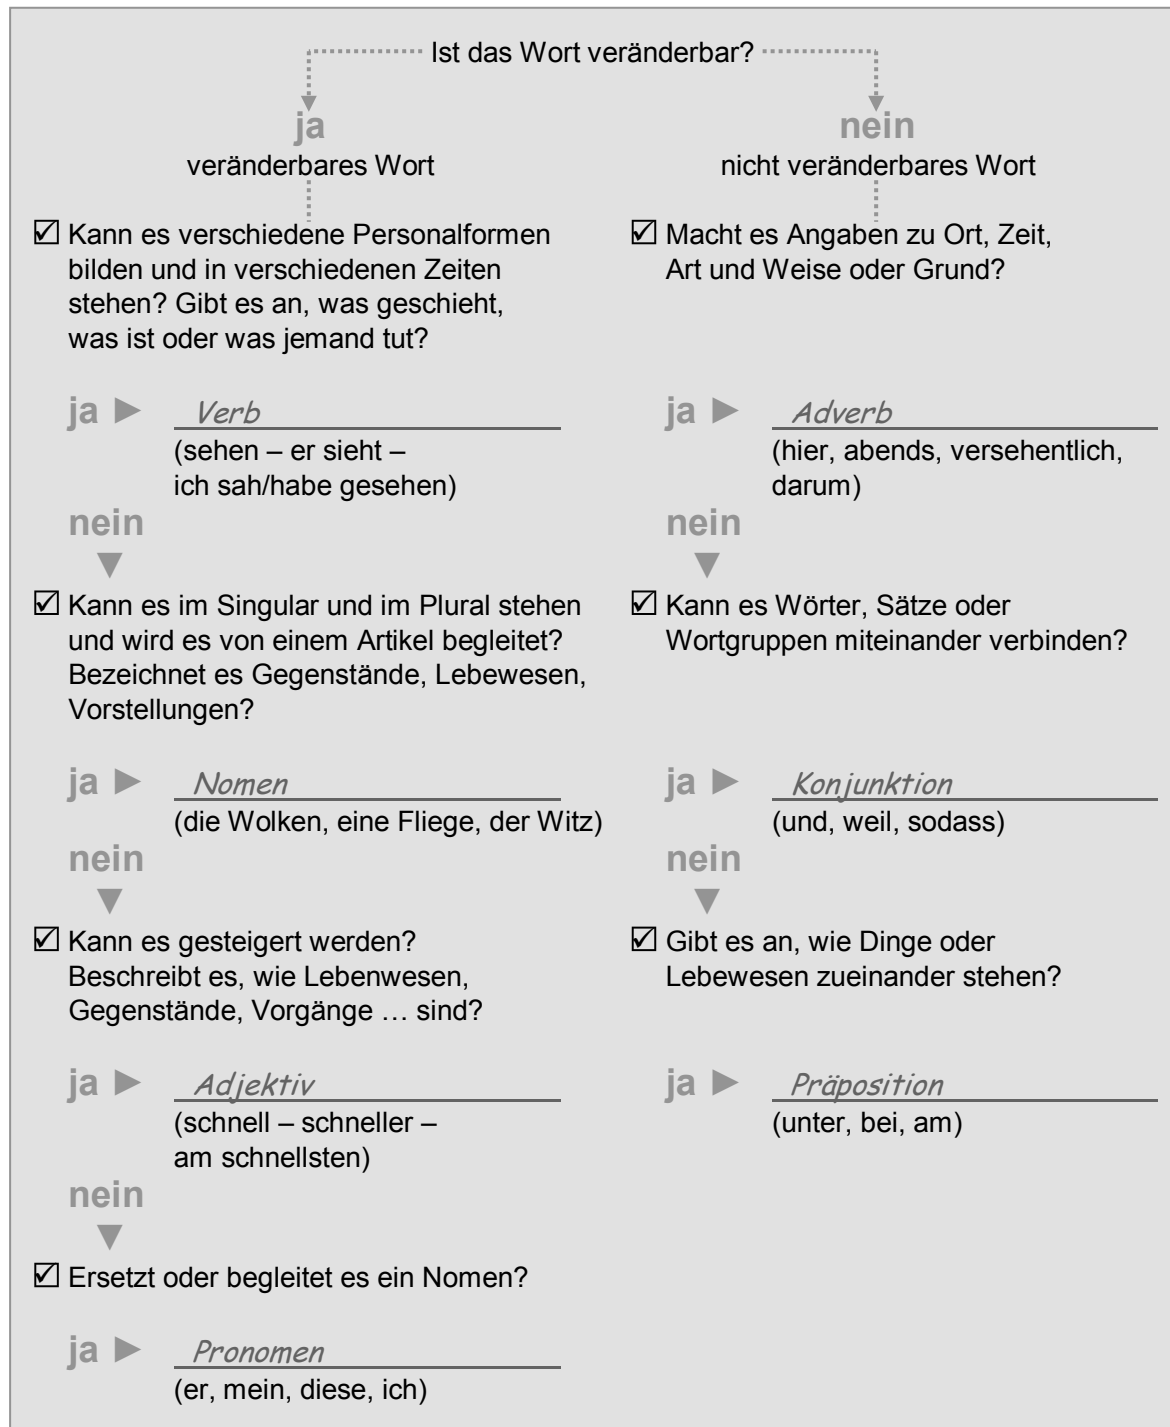 Ist das Wort veränderbar?
ja
veränderbares Wort
Kann es verschiedene Personalformen
bilden und in verschiedenen Zeiten
stehen? Gibt es an, was geschieht,
was ist oder was jemand tut?
ja ► Verb
(sehen – er sieht –
ich sah/habe gesehen)
nein
Kann es im Singular und im Plural stehen
und wird es von einem Artikel begleitet?
Bezeichnet es Gegenstände, Lebewesen,
Vorstellungen?
ja ► Nomen
(die Wolken, eine Fliege, der Witz)
nein
Kann es gesteigert werden?
Beschreibt es, wie Lebenwesen,
Gegenstände, Vorgänge … sind?
ja ► Adjektiv
(schnell – schneller –
am schnellsten)
nein
Ersetzt oder begleitet es ein Nomen?
ja ► Pronomen
(er, mein, diese, ich)
nein
nicht veränderbares Wort
Macht es Angaben zu Ort, Zeit,
Art und Weise oder Grund?
ja ► Adverb
(hier, abends, versehentlich,
darum)
nein
Kann es Wörter, Sätze oder
Wortgruppen miteinander verbinden?
ja ► Konjunktion
(und, weil, sodass)
nein
Gibt es an, wie Dinge oder
Lebewesen zueinander stehen?
ja ► Präposition
(unter, bei, am)